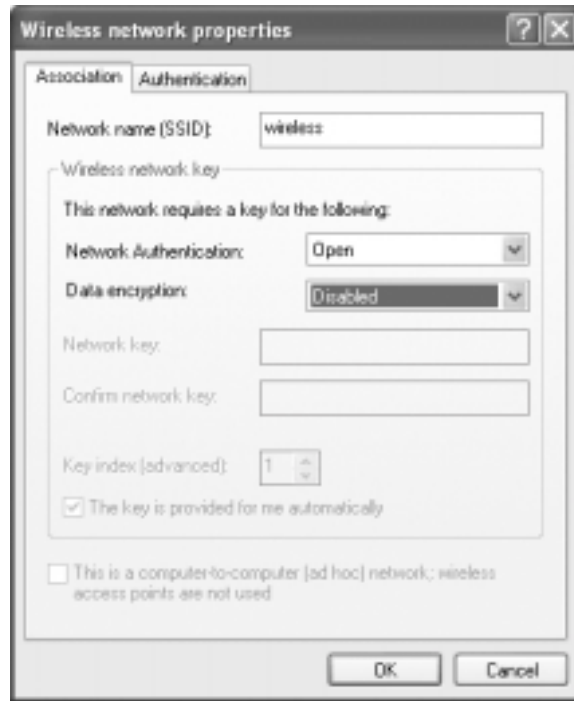 Wireless network properties
Association Authentication
Network name (SSID): wireless
Wireless network key
This network requires a key for the following:
Network Authentication: Open
Data encryption: Disabled
Network key:
Confirm network key:
Key index (advanced): 1
The key is provided for me automatically
This is a computer-to-computer (ad hoc) network; wireless
access points are not used
OK Cancel